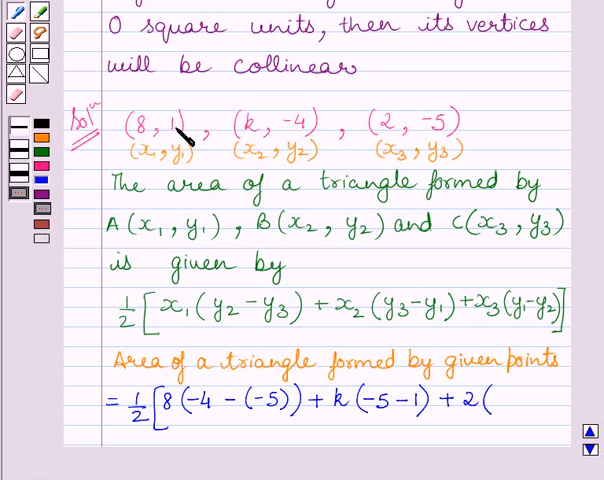 0 square units, then its vertices
will be collinear
Solⁿ (8, 1), (k, -4), (2, -5)
(x₁, y₁) (x₂, y₂) (x₃, y₃)
The area of a triangle formed by
A(x₁, y₁), B(x₂, y₂) and C(x₃, y₃)
is given by
1/2 [x₁(y₂-y₃) + x₂(y₃-y₁) + x₃(y₁-y₂)]
Area of a triangle formed by given points
= 1/2 [8(-4-(-5)) + k(-5-1) + 2(